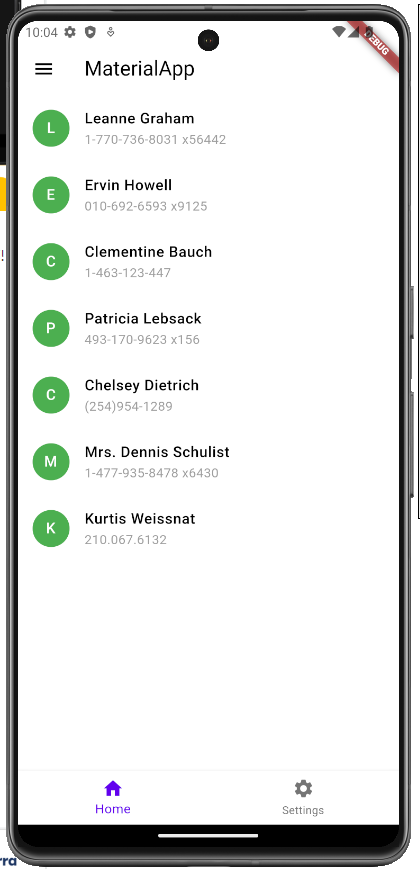 10:04
DEBUG
MaterialApp
L
Leanne Graham
1-770-736-8031 x56442
E
Ervin Howell
010-692-6593 x9125
C
Clementine Bauch
1-463-123-447
P
Patricia Lebsack
493-170-9623 x156
C
Chelsey Dietrich
(254)954-1289
M
Mrs. Dennis Schulist
1-477-935-8478 x6430
K
Kurtis Weissnat
210.067.6132
Home
Settings
!
rra